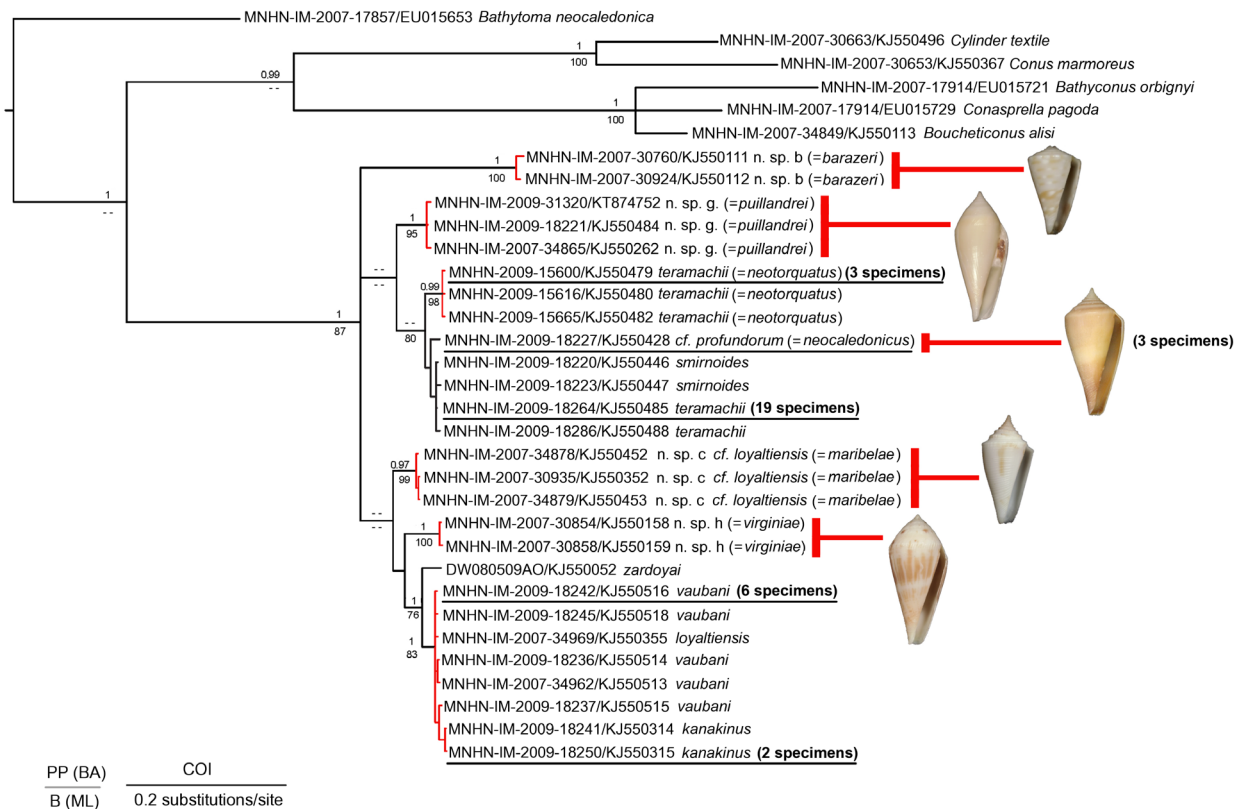 MNHN-IM-2007-17857/EU015653 Bathytoma neocaledonica
1
100
MNHN-IM-2007-30663/KJ550496 Cylinder textile
MNHN-IM-2007-30653/KJ550367 Conus marmoreus
0.99
--
1
100
MNHN-IM-2007-17914/EU015721 Bathyconus orbignyi
MNHN-IM-2007-17914/EU015729 Conasprella pagoda
MNHN-IM-2007-34849/KJ550113 Boucheticonus alisi
1
--
1
100
MNHN-IM-2007-30760/KJ550111 n. sp. b (=barazeri)
MNHN-IM-2007-30924/KJ550112 n. sp. b (=barazeri)
1
95
MNHN-IM-2009-31320/KT874752 n. sp. g. (=puillandrei)
MNHN-IM-2009-18221/KJ550484 n. sp. g. (=puillandrei)
MNHN-IM-2007-34865/KJ550262 n. sp. g. (=puillandrei)
--
--
0.99
98
MNHN-2009-15600/KJ550479 teramachii (=neotorquatus) (3 specimens)
MNHN-2009-15616/KJ550480 teramachii (=neotorquatus)
MNHN-2009-15665/KJ550482 teramachii (=neotorquatus)
1
87
--
80
MNHN-IM-2009-18227/KJ550428 cf. profundorum (=neocaledonicus)
(3 specimens)
MNHN-IM-2009-18220/KJ550446 smirnoides
MNHN-IM-2009-18223/KJ550447 smirnoides
MNHN-IM-2009-18264/KJ550485 teramachii (19 specimens)
MNHN-IM-2009-18286/KJ550488 teramachii
0.97
99
MNHN-IM-2007-34878/KJ550452 n. sp. c cf. loyaltiensis (= maribelae)
MNHN-IM-2007-30935/KJ550352 n. sp. c cf. loyaltiensis (= maribelae)
MNHN-IM-2007-34879/KJ550453 n. sp. c cf. loyaltiensis (= maribelae)
--
--
1
100
MNHN-IM-2007-30854/KJ550158 n. sp. h (=virginiae)
MNHN-IM-2007-30858/KJ550159 n. sp. h (=virginiae)
DW080509AO/KJ550052 zardoyai
1
76
MNHN-IM-2009-18242/KJ550516 vaubani (6 specimens)
MNHN-IM-2009-18245/KJ550518 vaubani
1
83
MNHN-IM-2007-34969/KJ550355 loyaltiensis
MNHN-IM-2009-18236/KJ550514 vaubani
MNHN-IM-2007-34962/KJ550513 vaubani
MNHN-IM-2009-18237/KJ550515 vaubani
MNHN-IM-2009-18241/KJ550314 kanakinus
MNHN-IM-2009-18250/KJ550315 kanakinus (2 specimens)
PP (BA) COI
B (ML) 0.2 substitutions/site